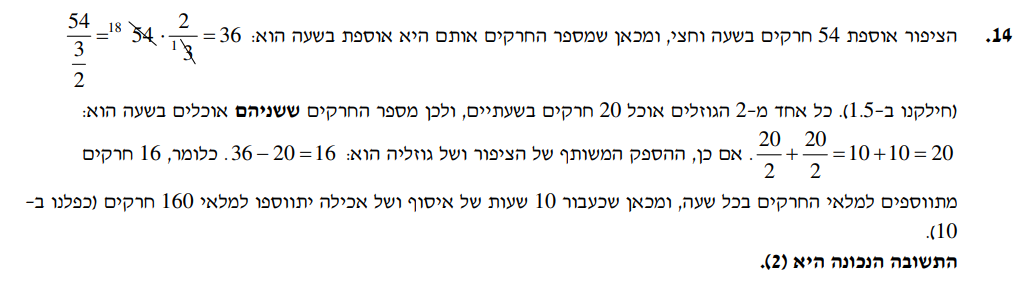 14. הציפור אוספת 54 חרקים בשעה וחצי, ומכאן שמספר החרקים אותם היא אוספת בשעה הוא: $\frac{54}{\frac{3}{2}} = {}^{18}\cancel{54} \cdot \frac{2}{{}^{1}\cancel{3}} = 36$
(חילקנו ב-1.5). כל אחד מ-2 הגוזלים אוכל 20 חרקים בשעתיים, ולכן מספר החרקים ששניהם אוכלים בשעה הוא:
$\frac{20}{2} + \frac{20}{2} = 10 + 10 = 20$. אם כן, ההספק המשותף של הציפור ושל גוזליה הוא: $36 - 20 = 16$. כלומר, 16 חרקים
מתווספים למלאי החרקים בכל שעה, ומכאן שכעבור 10 שעות של איסוף ושל אכילה יתווספו למלאי 160 חרקים (כפלנו ב-
10).
התשובה הנכונה היא (2).